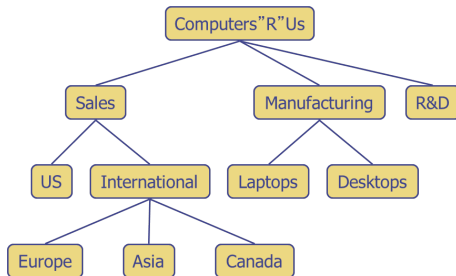 Computers”R”Us
Sales
Manufacturing
R&D
US
International
Laptops
Desktops
Europe
Asia
Canada